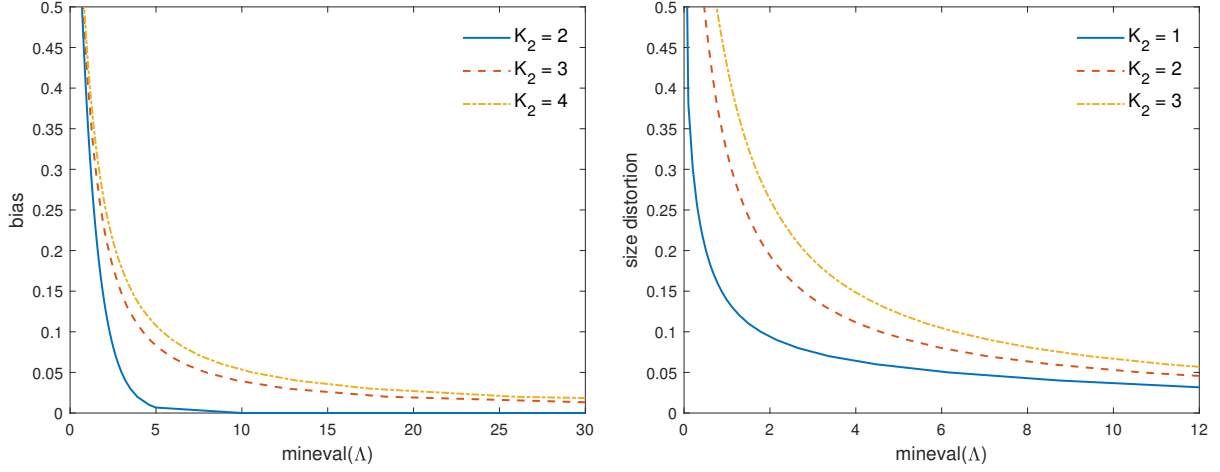 0.5
0.45
0.4
0.35
0.3
0.25
0.2
0.15
0.1
0.05
0
bias
0 5 10 15 20 25 30
mineval(Λ)
K₂ = 2
K₂ = 3
K₂ = 4
0.5
0.45
0.4
0.35
0.3
0.25
0.2
0.15
0.1
0.05
0
size distortion
0 2 4 6 8 10 12
mineval(Λ)
K₂ = 1
K₂ = 2
K₂ = 3